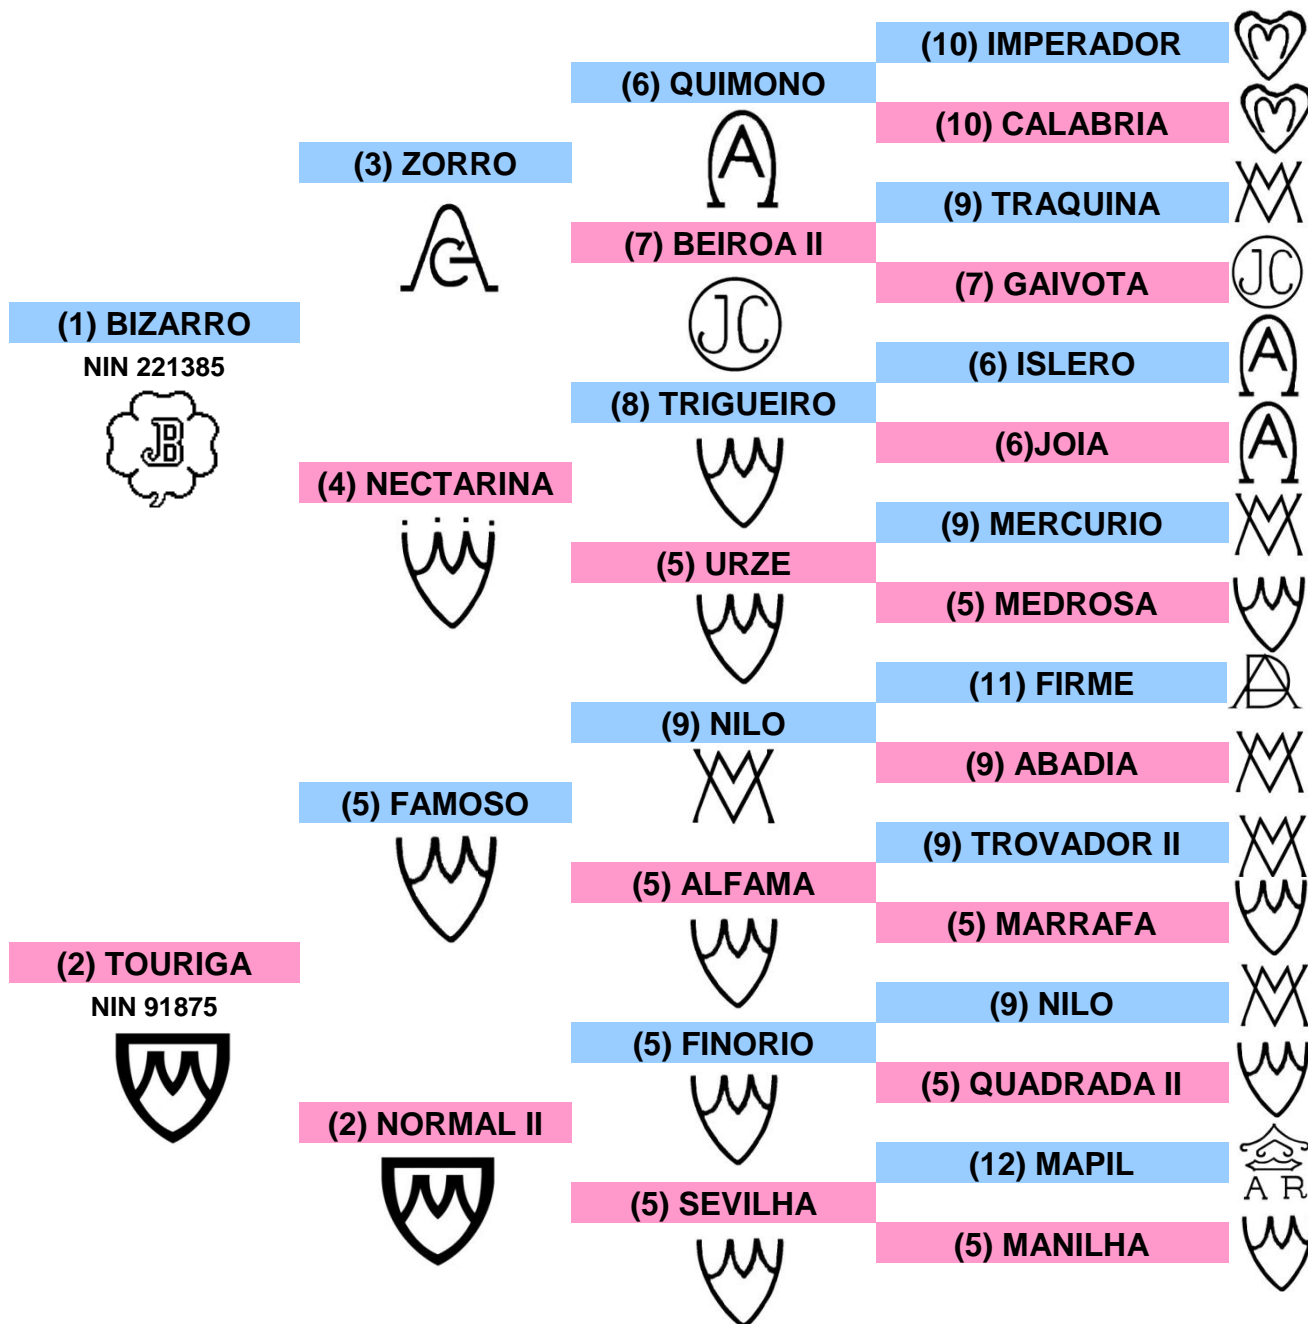 (10) IMPERADOR
(6) QUIMONO
(10) CALABRIA
A
(3) ZORRO
(9) TRAQUINA
(7) BEIROA II
(7) GAIVOTA
JC
JC
(1) BIZARRO
NIN 221385
JB
(6) ISLERO
A
(8) TRIGUEIRO
(6)JOIA
A
(4) NECTARINA
(9) MERCURIO
(5) URZE
(5) MEDROSA
(11) FIRME
(9) NILO
(9) ABADIA
(5) FAMOSO
(9) TROVADOR II
(5) ALFAMA
(5) MARRAFA
(2) TOURIGA
NIN 91875
(9) NILO
(5) FINORIO
(5) QUADRADA II
(2) NORMAL II
(12) MAPIL
A R
(5) SEVILHA
(5) MANILHA